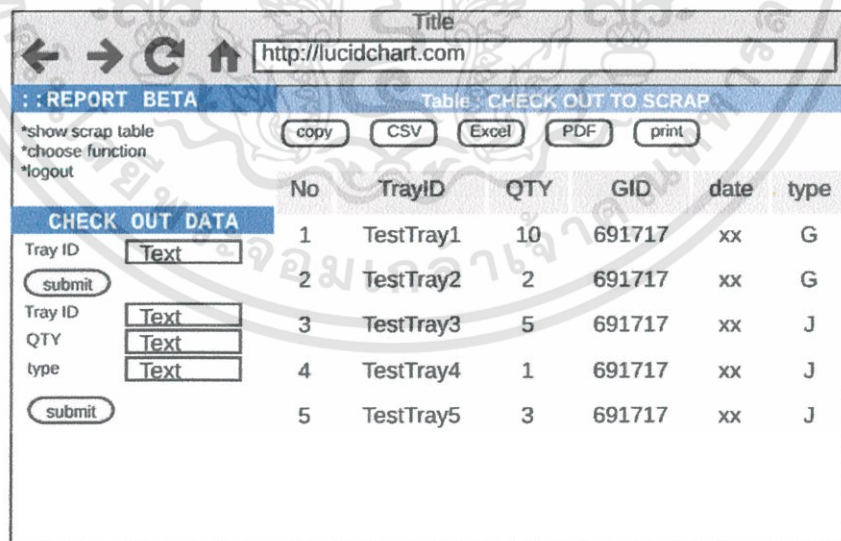 Title
http://lucidchart.com
::REPORT BETA
*show scrap table
*choose function
*logout
CHECK OUT DATA
Tray ID Text
submit
Tray ID Text
QTY Text
type Text
submit
Table : CHECK OUT TO SCRAP
copy CSV Excel PDF print
No TrayID QTY GID date type
1 TestTray1 10 691717 xx G
2 TestTray2 2 691717 xx G
3 TestTray3 5 691717 xx J
4 TestTray4 1 691717 xx J
5 TestTray5 3 691717 xx J